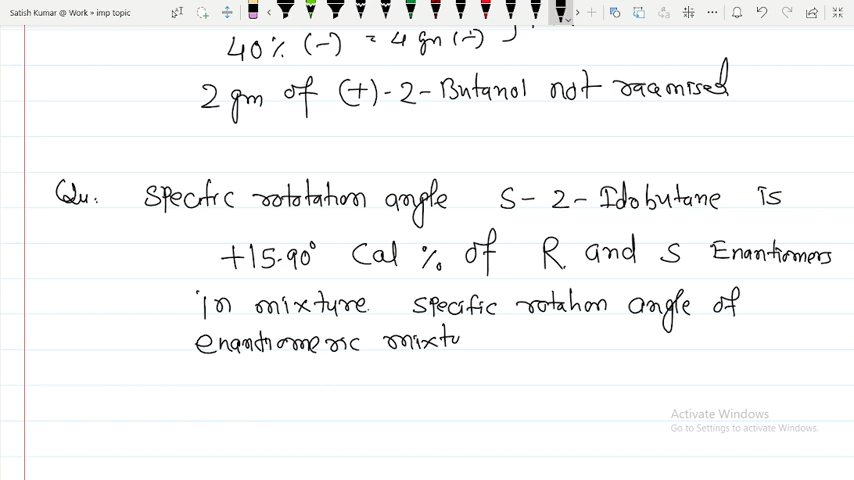 Satish Kumar @ Work » imp topic
40% (-) = 4 gm (-)
2 gm of (+)-2-Butanol not racmised
Qu. Specific rototation angle S-2-Idobutane is
+15.90° Cal % of R and S Enantiomers
in mixture. specific rotation angle of
enantiomeric mixtu
Activate Windows
Go to Settings to activate Windows.